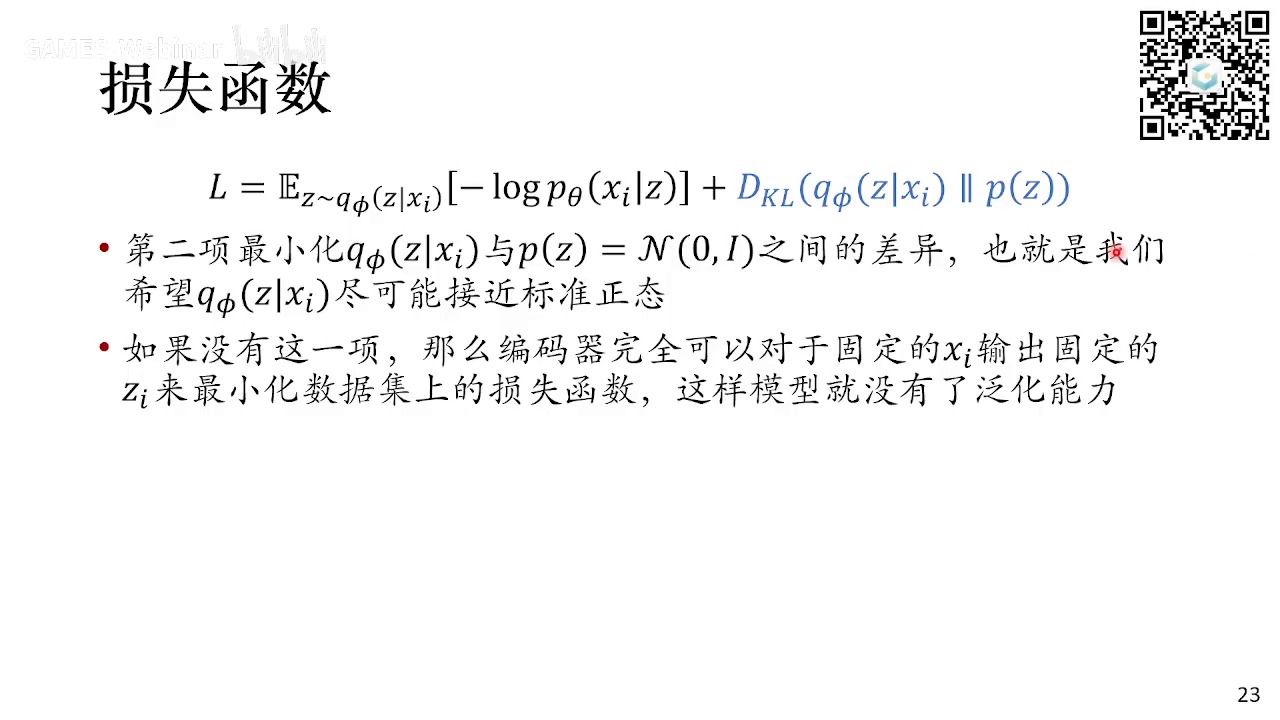 GAMES Webinar
损失函数
L = 𝔼_{z∼q_ϕ(z|x_i)}[−log p_θ(x_i|z)] + D_{KL}(q_ϕ(z|x_i) ∥ p(z))
• 第二项最小化q_ϕ(z|x_i)与p(z) = 𝒩(0, I)之间的差异，也就是我们
希望q_ϕ(z|x_i)尽可能接近标准正态
• 如果没有这一项，那么编码器完全可以对于固定的x_i输出固定的
z_i来最小化数据集上的损失函数，这样模型就没有了泛化能力
23